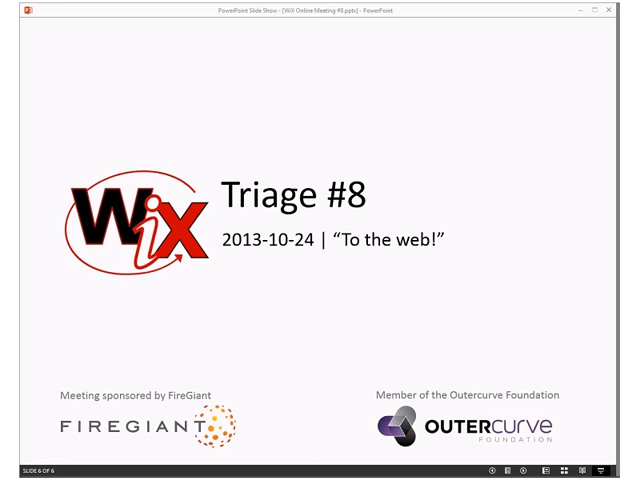 PowerPoint Slide Show - [WiX Online Meeting #8.pptx] - PowerPoint
WiX
Triage #8
2013-10-24 | “To the web!”
Meeting sponsored by FireGiant
FIREGIANT
Member of the Outercurve Foundation
OUTERCURVE
FOUNDATION
SLIDE 6 OF 6